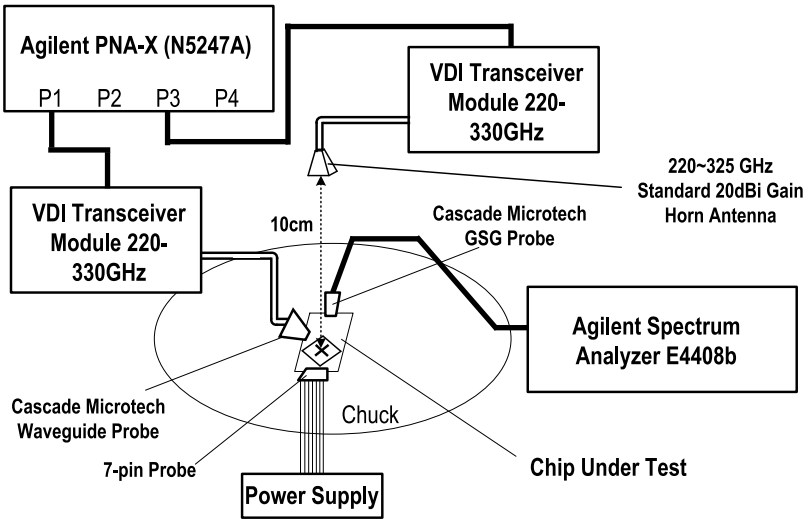 Agilent PNA-X (N5247A)
P1 P2 P3 P4
VDI Transceiver
Module 220-
330GHz
220~325 GHz
Standard 20dBi Gain
Horn Antenna
VDI Transceiver
Module 220-
330GHz
10cm
Cascade Microtech
GSG Probe
Agilent Spectrum
Analyzer E4408b
Cascade Microtech
Waveguide Probe
Chuck
7-pin Probe
Chip Under Test
Power Supply